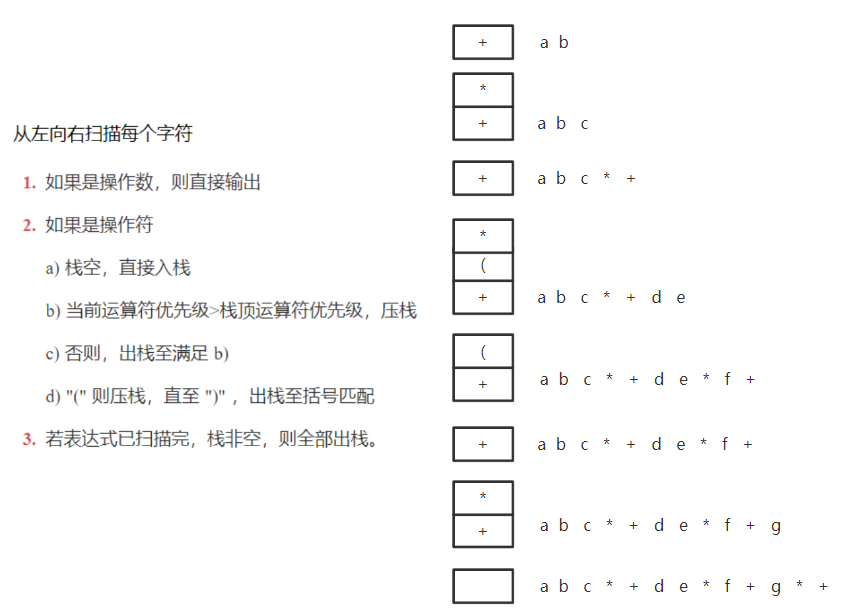 从左向右扫描每个字符
1. 如果是操作数，则直接输出
2. 如果是操作符
a) 栈空，直接入栈
b) 当前运算符优先级>栈顶运算符优先级，压栈
c) 否则，出栈至满足 b)
d) "(" 则压栈，直至 ")" ，出栈至括号匹配
3. 若表达式已扫描完，栈非空，则全部出栈。
+ a b
*
+ a b c
+ a b c * +
*
(
+ a b c * + d e
(
+ a b c * + d e * f +
+ a b c * + d e * f +
*
+ a b c * + d e * f + g
a b c * + d e * f + g * +